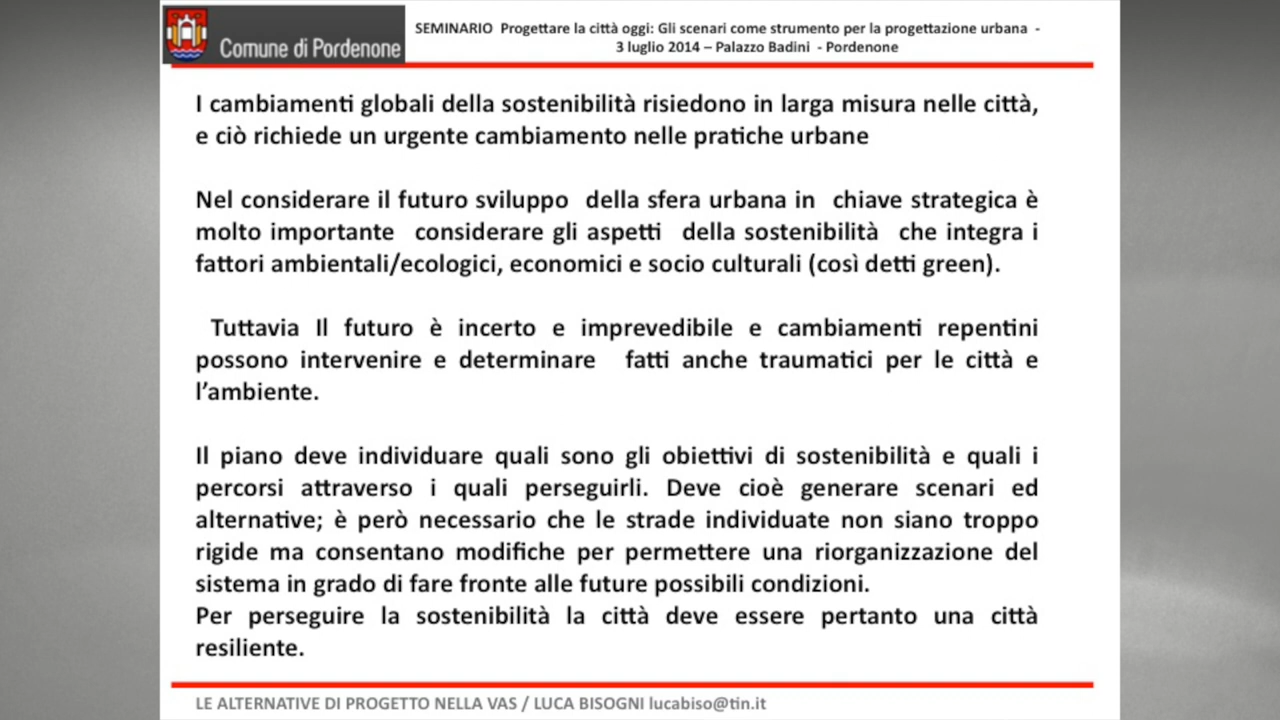 Comune di Pordenone
SEMINARIO Progettare la città oggi: Gli scenari come strumento per la progettazione urbana -
3 luglio 2014 – Palazzo Badini - Pordenone
I cambiamenti globali della sostenibilità risiedono in larga misura nelle città,
e ciò richiede un urgente cambiamento nelle pratiche urbane
Nel considerare il futuro sviluppo della sfera urbana in chiave strategica è
molto importante considerare gli aspetti della sostenibilità che integra i
fattori ambientali/ecologici, economici e socio culturali (così detti green).
Tuttavia Il futuro è incerto e imprevedibile e cambiamenti repentini
possono intervenire e determinare fatti anche traumatici per le città e
l’ambiente.
Il piano deve individuare quali sono gli obiettivi di sostenibilità e quali i
percorsi attraverso i quali perseguirli. Deve cioè generare scenari ed
alternative; è però necessario che le strade individuate non siano troppo
rigide ma consentano modifiche per permettere una riorganizzazione del
sistema in grado di fare fronte alle future possibili condizioni.
Per perseguire la sostenibilità la città deve essere pertanto una città
resiliente.
LE ALTERNATIVE DI PROGETTO NELLA VAS / LUCA BISOGNI lucabiso@tin.it